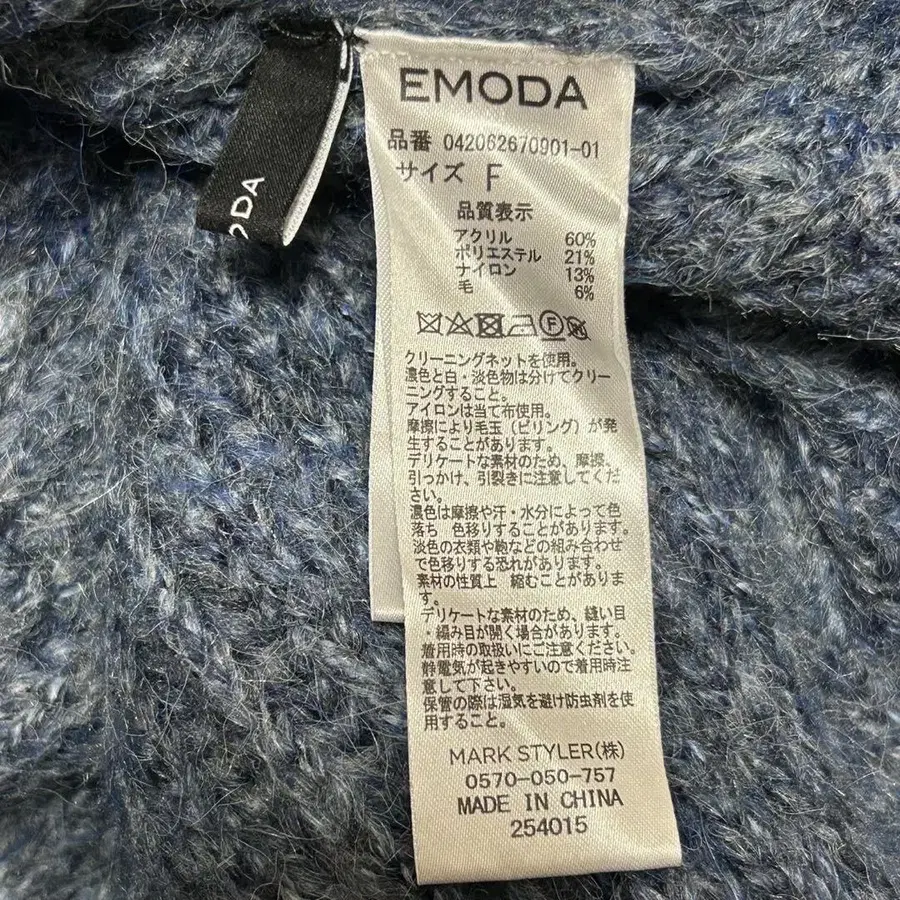 EMODA
品番 042062670901-01
サイズ F
品質表示
アクリル 60%
ポリエステル 21%
ナイロン 13%
毛 6%
クリーニングネットを使用。
濃色と白・淡色物は分けてクリー
ニングすること。
アイロンは当て布使用。
摩擦により毛玉（ピリング）が発
生することがあります。
デリケートな素材のため、摩擦、
引っかけ、引裂きに注意してくだ
さい。
濃色は摩擦や汗・水分によって色
落ち 色移りすることがあります。
淡色の衣類や鞄などの組み合わせ
で色移りする恐れがあります。
素材の性質上 縮むことがありま
す。
デリケートな素材のため、縫い目
・編み目が開く場合があります。
着用時の取扱いにご注意ください。
静電気が起きやすいので着用時注
意して下さい。
保管の際は湿気を避け防虫剤を使
用すること。
MARK STYLER(株)
0570-050-757
MADE IN CHINA
254015
ODA